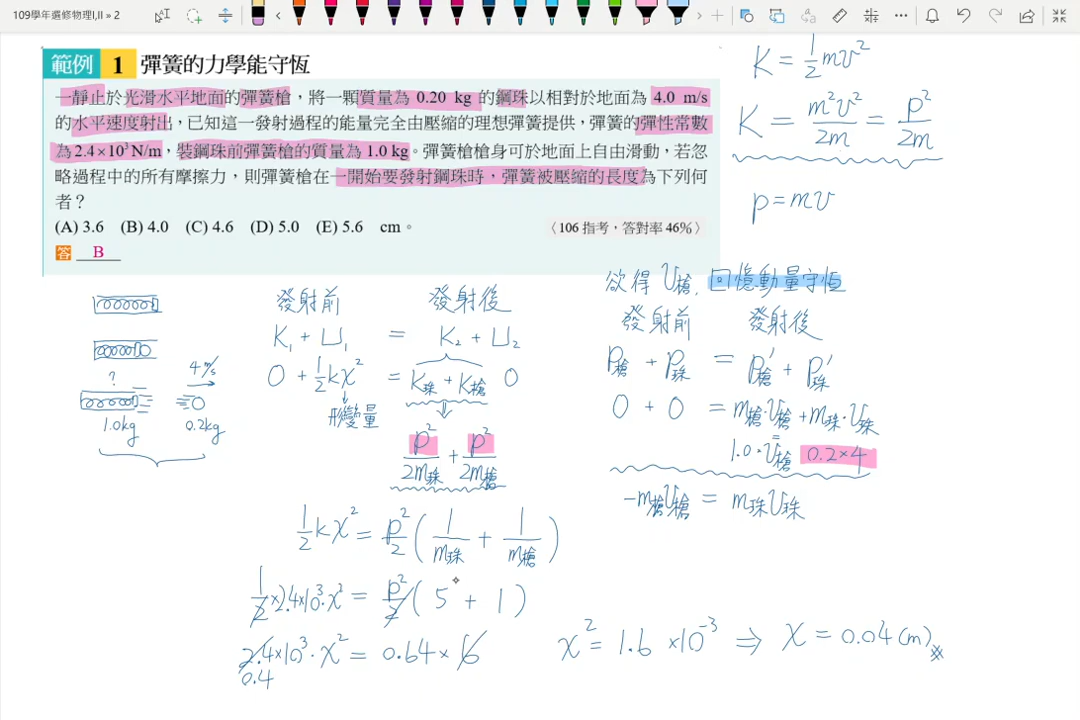 109學年選修物理I,II » 2
範例 1 彈簧的力學能守恆
一靜止於光滑水平地面的彈簧槍，將一顆質量為 0.20 kg 的鋼珠以相對於地面為 4.0 m/s
的水平速度射出，已知這一發射過程的能量完全由壓縮的理想彈簧提供，彈簧的彈性常數
為 2.4×10³ N/m，裝鋼珠前彈簧槍的質量為 1.0 kg。彈簧槍槍身可於地面上自由滑動，若忽
略過程中的所有摩擦力，則彈簧槍在一開始要發射鋼珠時，彈簧被壓縮的長度為下列何
者？
(A) 3.6 (B) 4.0 (C) 4.6 (D) 5.0 (E) 5.6 cm。
〈106 指考，答對率 46%〉
答 B
K = 1/2 mv²
K = m²v²/2m = p²/2m
p = mv
?
4 m/s
1.0kg 0.2kg
發射前 發射後
K₁ + U₁ = K₂ + U₂
0 + 1/2 kx² = K珠 + K槍 0
形變量
p²/2m珠 + p²/2m槍
1/2 kx² = p²/2 ( 1/m珠 + 1/m槍 )
1/2 × 2.4×10³·x² = p²/2 ( 5 + 1 )
2.4×10³·x² = 0.64 × 6
0.4
欲得 v槍, 回憶動量守恆
發射前 發射後
p槍 + p珠 = p槍' + p珠'
0 + 0 = m槍·v槍 + m珠·v珠
1.0·v槍 0.2×4
-m槍v槍 = m珠v珠
x² = 1.6 × 10⁻³ ⇒ x = 0.04 (m)※